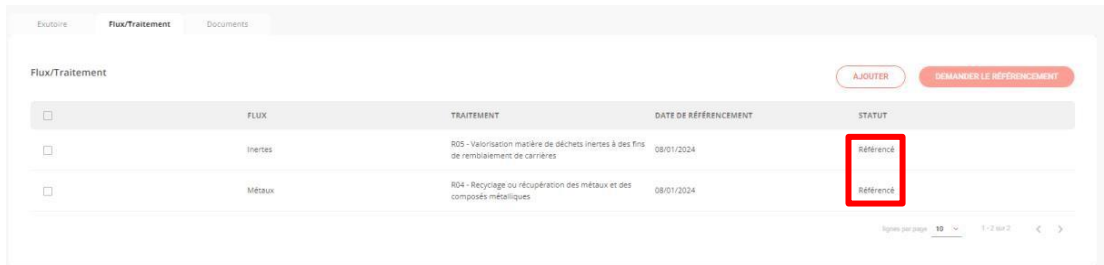 Exutoire Flux/Traitement Documents
Flux/Traitement AJOUTER DEMANDER LE RÉFÉRENCEMENT
FLUX TRAITEMENT DATE DE RÉFÉRENCEMENT STATUT
Inertes R05 - Valorisation matière de déchets inertes à des fins de remblaiement de carrières 08/01/2024 Référencé
Métaux R04 - Recyclage ou récupération des métaux et des composés métalliques 08/01/2024 Référencé
lignes par page 10 1 - 2 sur 2